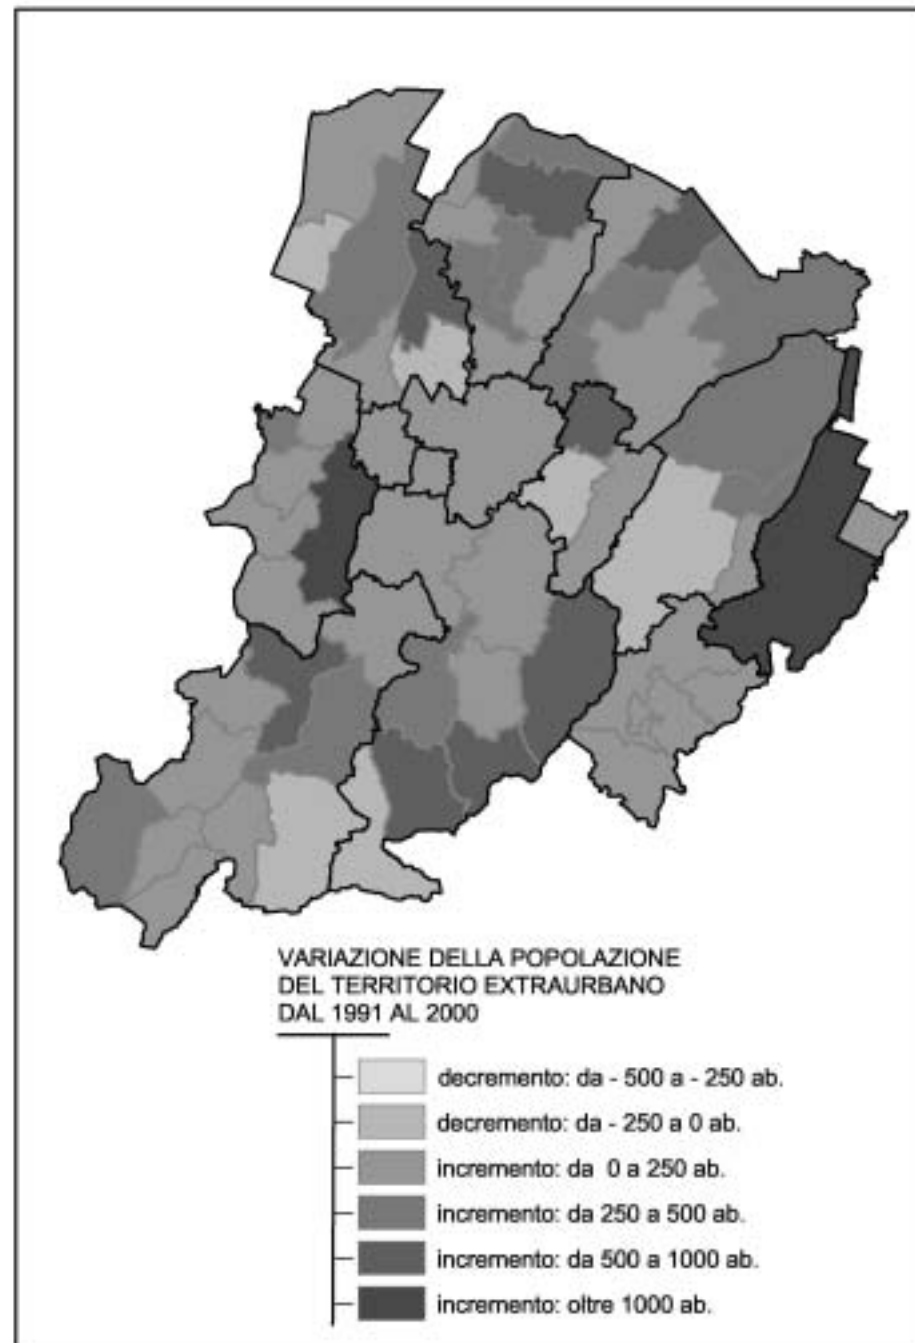 VARIAZIONE DELLA POPOLAZIONE
DEL TERRITORIO EXTRAURBANO
DAL 1991 AL 2000
decremento: da - 500 a - 250 ab.
decremento: da - 250 a 0 ab.
incremento: da 0 a 250 ab.
incremento: da 250 a 500 ab.
incremento: da 500 a 1000 ab.
incremento: oltre 1000 ab.